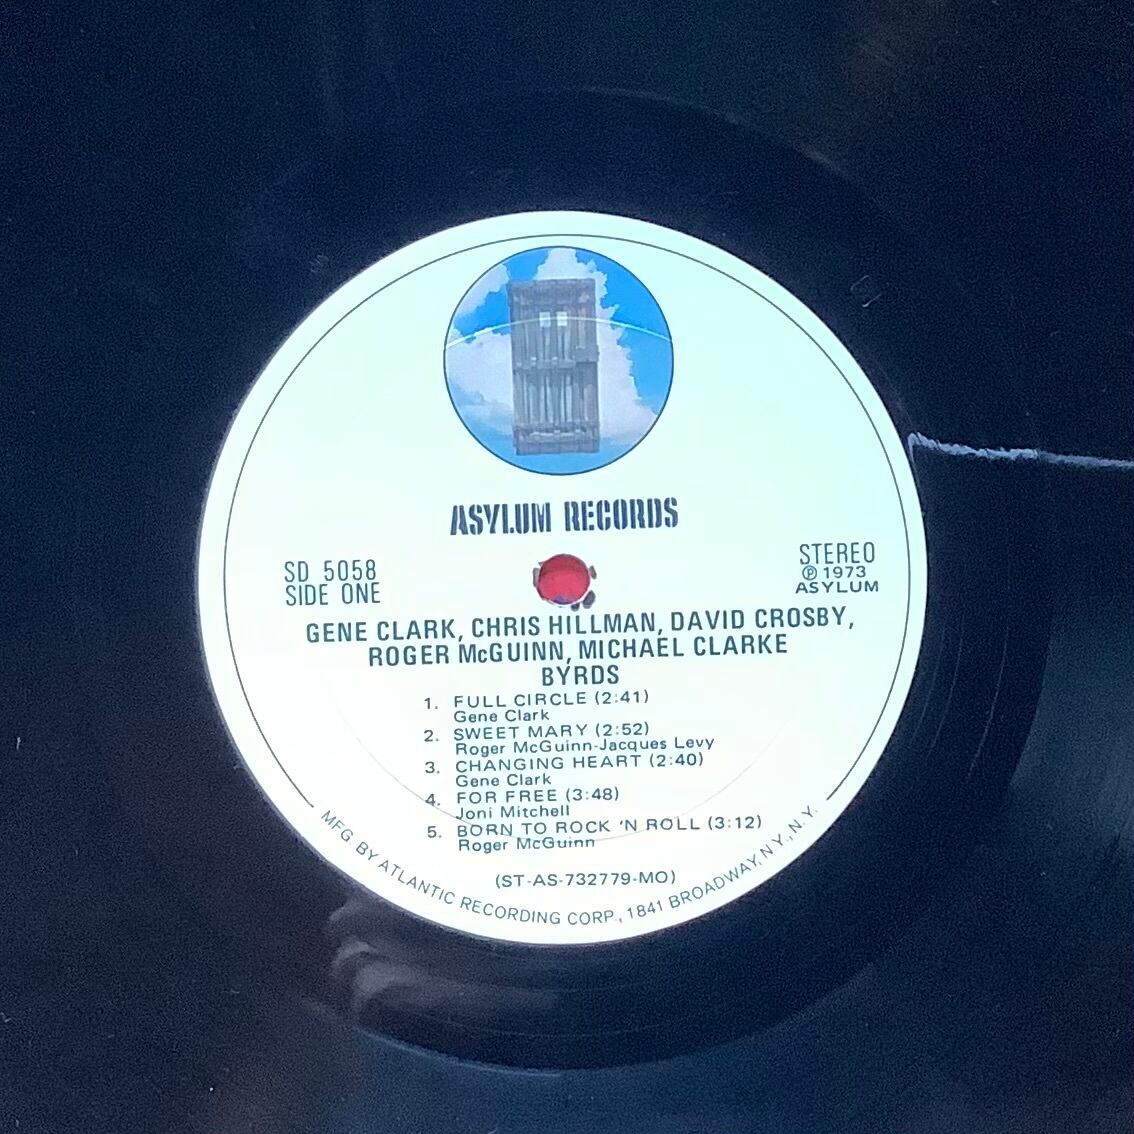 ASYLUM RECORDS
SD 5058
SIDE ONE
STEREO
℗ 1973
ASYLUM
GENE CLARK, CHRIS HILLMAN, DAVID CROSBY,
ROGER McGUINN, MICHAEL CLARKE
BYRDS
1. FULL CIRCLE (2:41)
Gene Clark
2. SWEET MARY (2:52)
Roger McGuinn-Jacques Levy
3. CHANGING HEART (2:40)
Gene Clark
4. FOR FREE (3:48)
Joni Mitchell
5. BORN TO ROCK 'N ROLL (3:12)
Roger McGuinn
(ST-AS-732779-MO)
MFG BY ATLANTIC RECORDING CORP., 1841 BROADWAY, N.Y., N.Y.